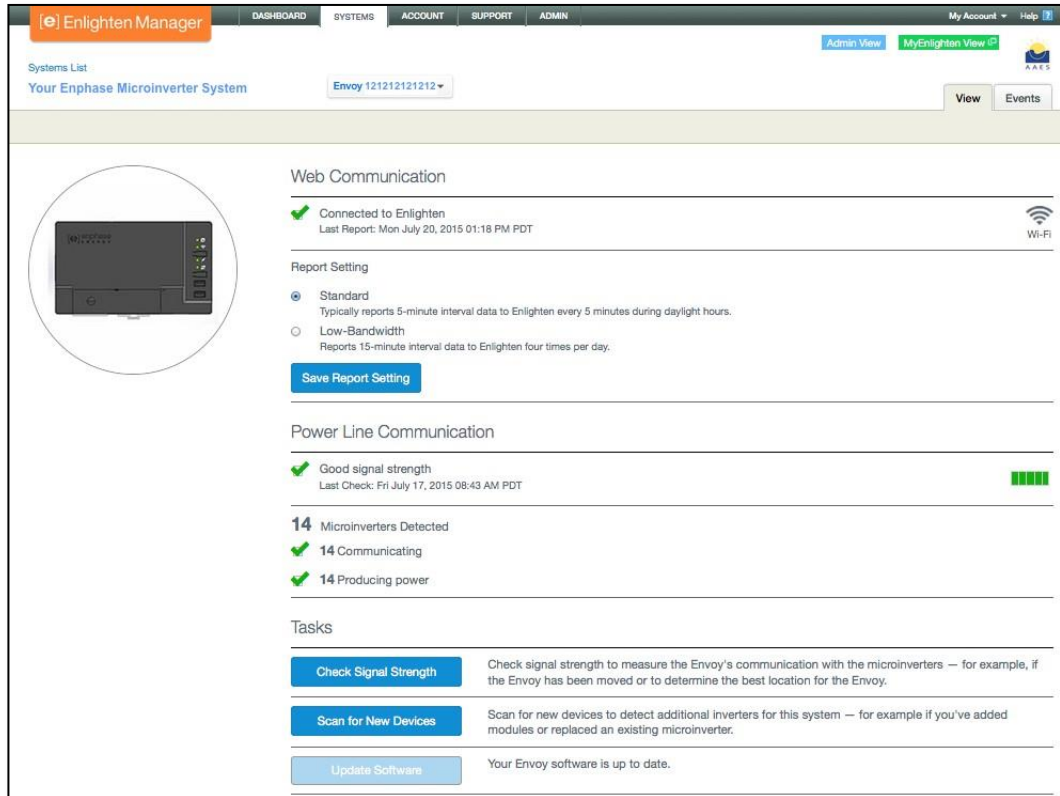 [e] Enlighten Manager
DASHBOARD SYSTEMS ACCOUNT SUPPORT ADMIN
My Account Help ?
Admin View MyEnlighten View
AAES
Systems List
Your Enphase Microinverter System
Envoy 121212121212
View Events
[e] enphase
Web Communication
Connected to Enlighten
Last Report: Mon July 20, 2015 01:18 PM PDT
Wi-Fi
Report Setting
Standard
Typically reports 5-minute interval data to Enlighten every 5 minutes during daylight hours.
Low-Bandwidth
Reports 15-minute interval data to Enlighten four times per day.
Save Report Setting
Power Line Communication
Good signal strength
Last Check: Fri July 17, 2015 08:43 AM PDT
14 Microinverters Detected
14 Communicating
14 Producing power
Tasks
Check Signal Strength
Check signal strength to measure the Envoy's communication with the microinverters — for example, if
the Envoy has been moved or to determine the best location for the Envoy.
Scan for New Devices
Scan for new devices to detect additional inverters for this system — for example if you've added
modules or replaced an existing microinverter.
Update Software
Your Envoy software is up to date.